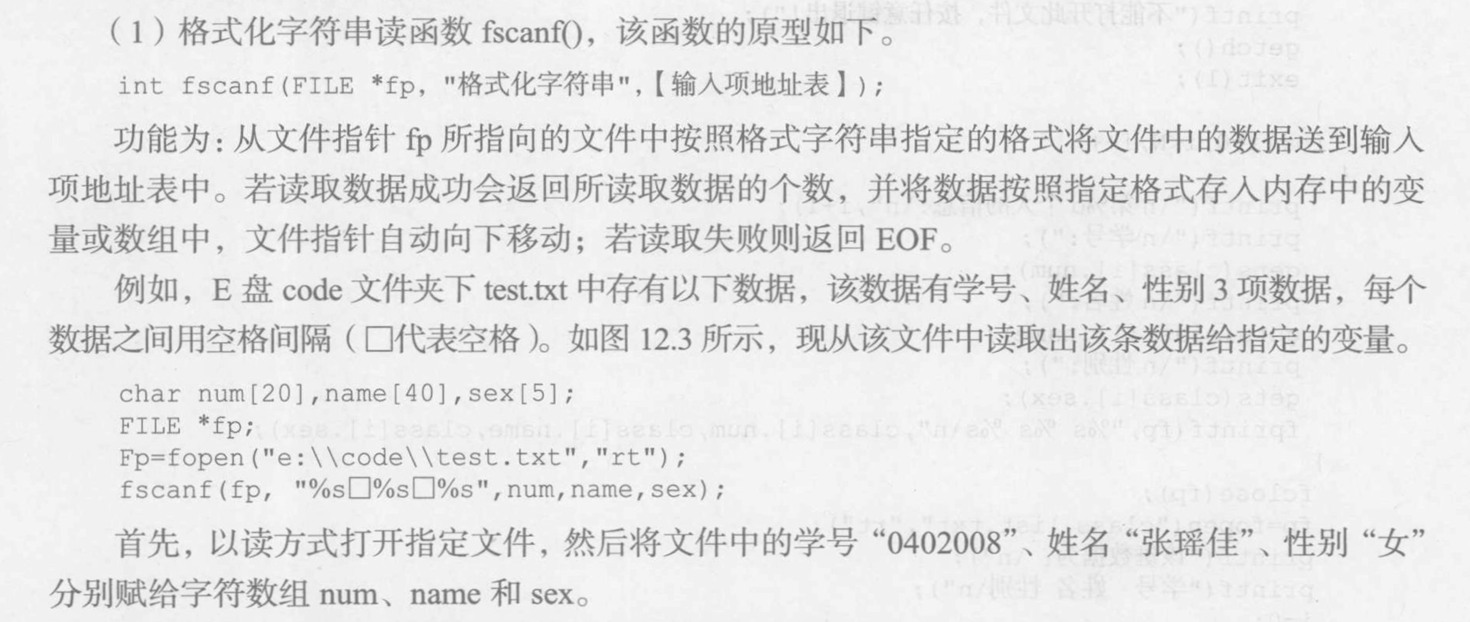 （1）格式化字符串读函数 fscanf()，该函数的原型如下。
int fscanf(FILE *fp, "格式化字符串",【输入项地址表】);
功能为：从文件指针 fp 所指向的文件中按照格式字符串指定的格式将文件中的数据送到输入
项地址表中。若读取数据成功会返回所读取数据的个数，并将数据按照指定格式存入内存中的变
量或数组中，文件指针自动向下移动；若读取失败则返回 EOF。
例如，E 盘 code 文件夹下 test.txt 中存有以下数据，该数据有学号、姓名、性别 3 项数据，每个
数据之间用空格间隔（□代表空格）。如图 12.3 所示，现从该文件中读取出该条数据给指定的变量。
char num[20],name[40],sex[5];
FILE *fp;
Fp=fopen("e:\\code\\test.txt","rt");
fscanf(fp, "%s□%s□%s",num,name,sex);
首先，以读方式打开指定文件，然后将文件中的学号“0402008”、姓名“张瑶佳”、性别“女”
分别赋给字符数组 num、name 和 sex。